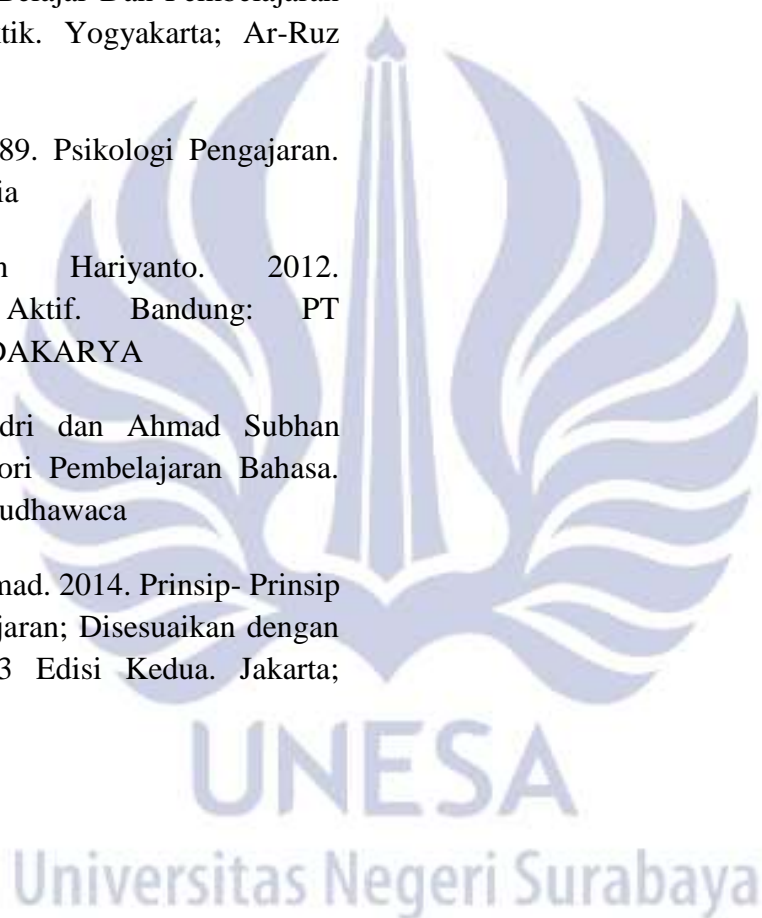 Belajar Dan Pembelajaran
tik. Yogyakarta; Ar-Ruz
89. Psikologi Pengajaran.
ia
n Hariyanto. 2012.
Aktif. Bandung: PT
DAKARYA
dri dan Ahmad Subhan
ori Pembelajaran Bahasa.
udhawaca
mad. 2014. Prinsip- Prinsip
jaran; Disesuaikan dengan
3 Edisi Kedua. Jakarta;
UNESA
Universitas Negeri Surabaya